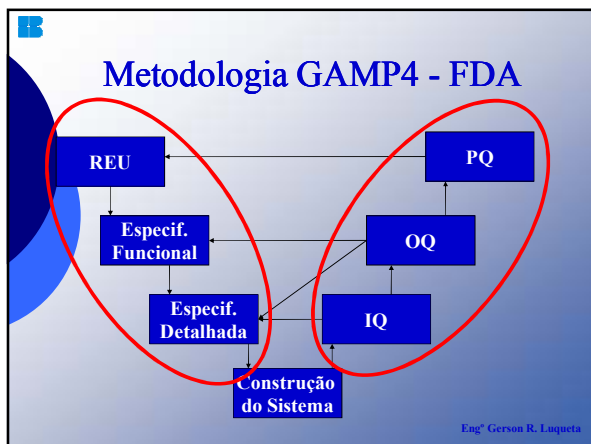 Metodologia GAMP4 - FDA
REU
PQ
Especif.
Funcional
OQ
Especif.
Detalhada
IQ
Construção
do Sistema
Engº Gerson R. Luqueta